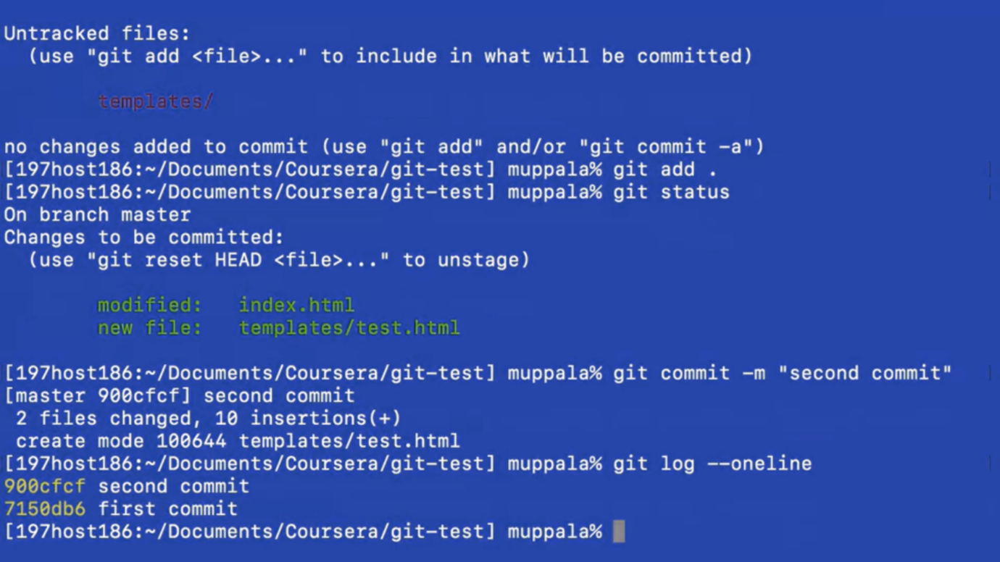 Untracked files:
  (use "git add <file>..." to include in what will be committed)
        templates/
no changes added to commit (use "git add" and/or "git commit -a")
[197host186:~/Documents/Coursera/git-test] muppala% git add .
[197host186:~/Documents/Coursera/git-test] muppala% git status
On branch master
Changes to be committed:
  (use "git reset HEAD <file>..." to unstage)
        modified:   index.html
        new file:   templates/test.html
[197host186:~/Documents/Coursera/git-test] muppala% git commit -m "second commit"
[master 900cfcf] second commit
 2 files changed, 10 insertions(+)
 create mode 100644 templates/test.html
[197host186:~/Documents/Coursera/git-test] muppala% git log --oneline
900cfcf second commit
7150db6 first commit
[197host186:~/Documents/Coursera/git-test] muppala%